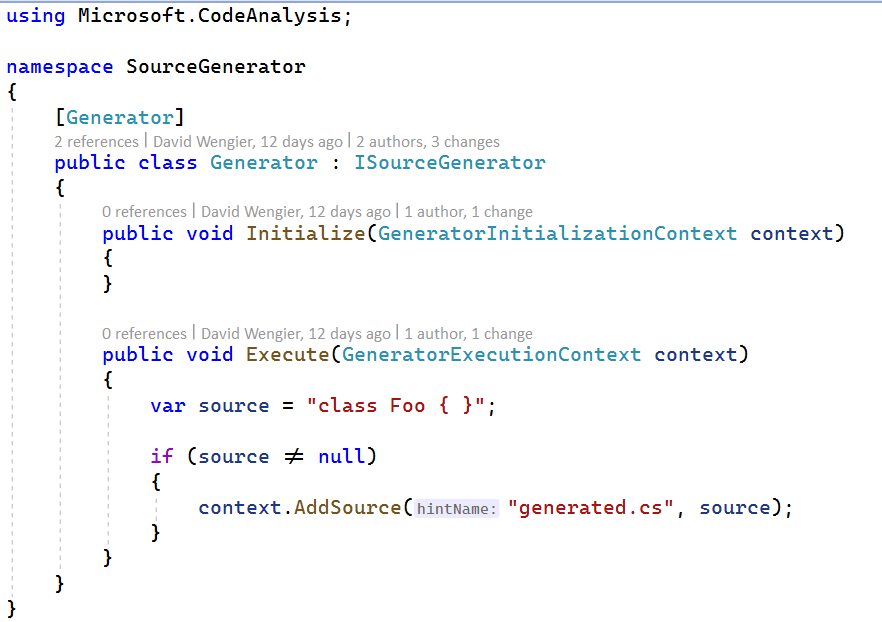 using Microsoft.CodeAnalysis;
namespace SourceGenerator
{
[Generator]
2 references | David Wengier, 12 days ago | 2 authors, 3 changes
public class Generator : ISourceGenerator
{
0 references | David Wengier, 12 days ago | 1 author, 1 change
public void Initialize(GeneratorInitializationContext context)
{
}
0 references | David Wengier, 12 days ago | 1 author, 1 change
public void Execute(GeneratorExecutionContext context)
{
var source = "class Foo { }";
if (source ≠ null)
{
context.AddSource(hintName: "generated.cs", source);
}
}
}
}